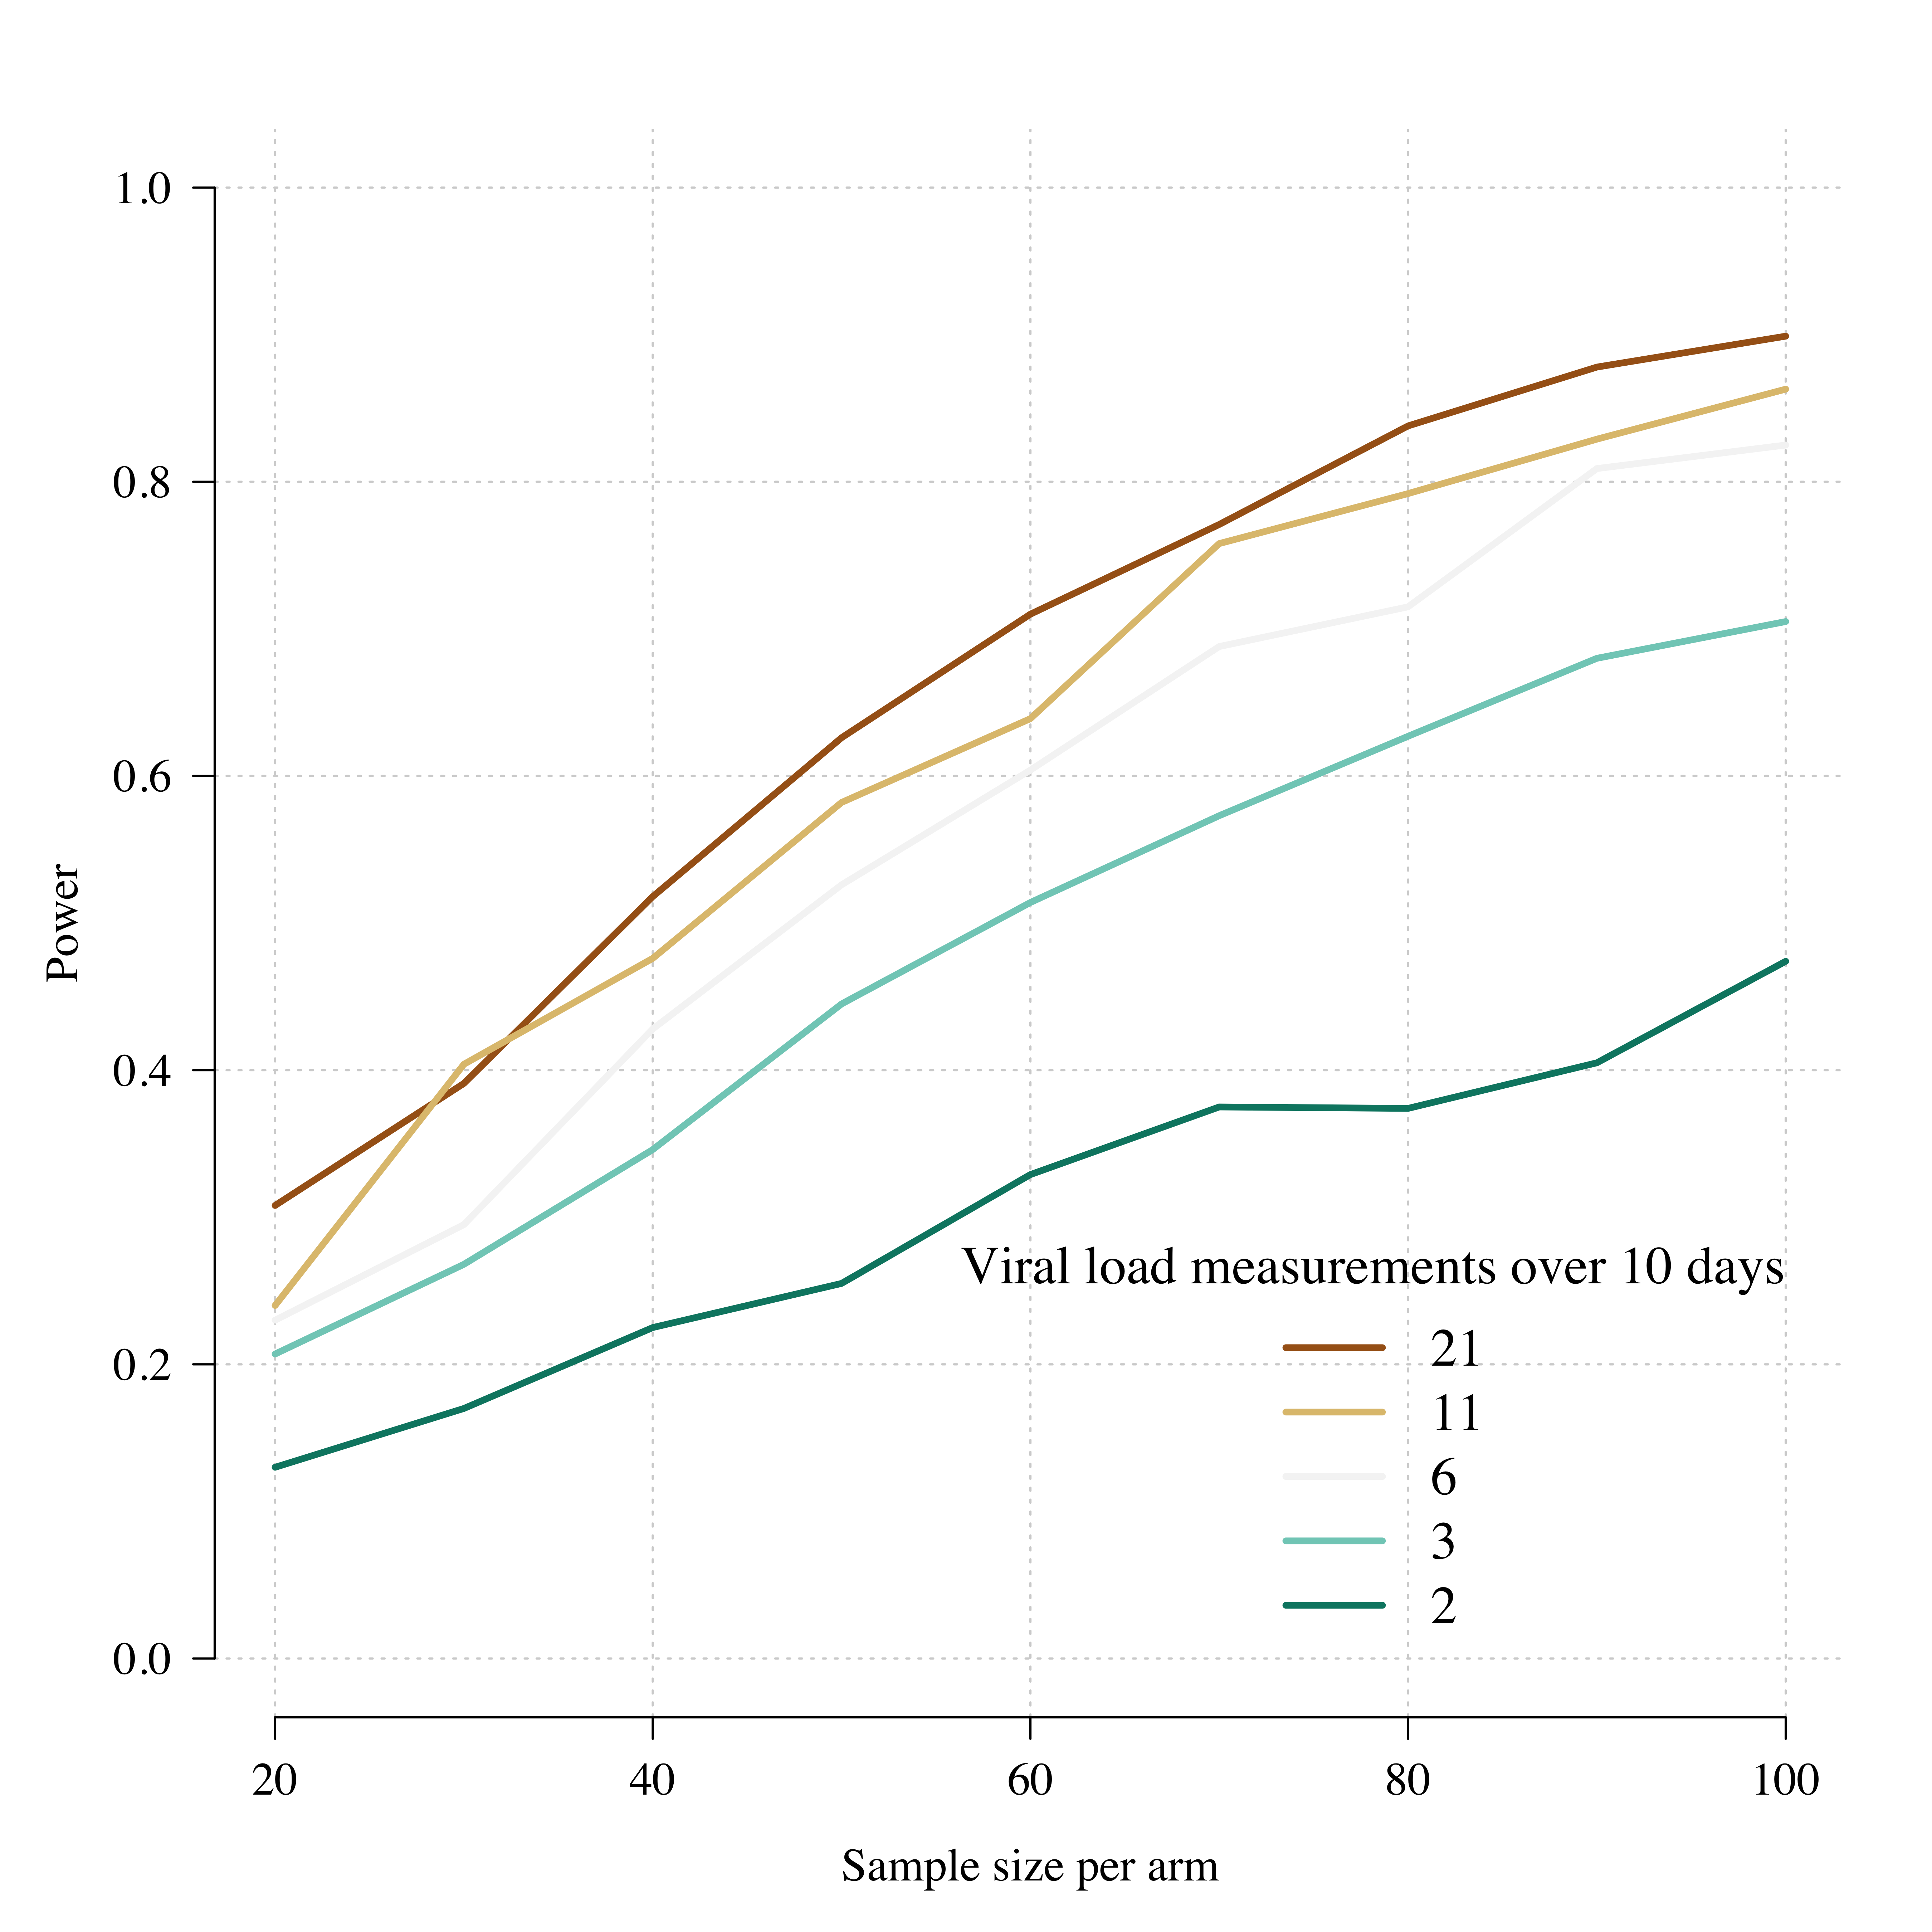 1.0
0.8
0.6
0.4
0.2
0.0
Power
Viral load measurements over 10 days
21
11
6
3
2
20 40 60 80 100
Sample size per arm